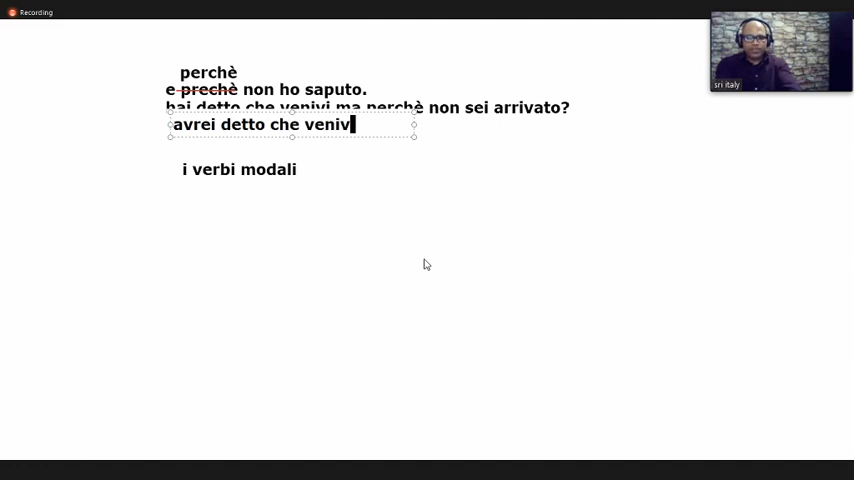 Recording
sri italy
perchè
e prechè non ho saputo.
hai detto che venivi ma perchè non sei arrivato?
avrei detto che veniv
i verbi modali